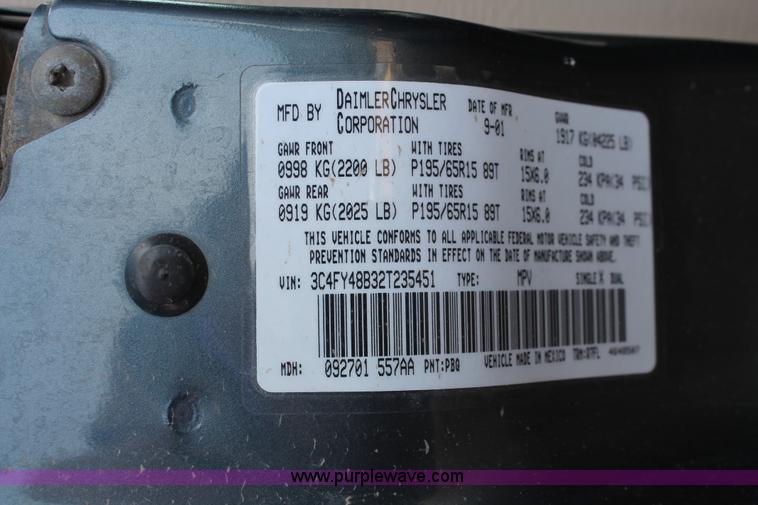 MFD BY DAIMLERCHRYSLER CORPORATION DATE OF MFR 9-01 GVWR 1917 KG(04225 LB)
GAWR FRONT WITH TIRES RIMS AT COLD
0998 KG(2200 LB) P195/65R15 89T 15X6.0 234 KPA(34 PSI)
GAWR REAR WITH TIRES RIMS AT COLD
0919 KG(2025 LB) P195/65R15 89T 15X6.0 234 KPA(34 PSI)
THIS VEHICLE CONFORMS TO ALL APPLICABLE FEDERAL MOTOR VEHICLE SAFETY AND THEFT
PREVENTION STANDARDS IN EFFECT ON THE DATE OF MANUFACTURE SHOWN ABOVE.
VIN: 3C4FY48B32T235451 TYPE: MPV SINGLE X DUAL
MDH: 092701 557AA PNT:PBQ VEHICLE MADE IN MEXICO
www.purplewave.com